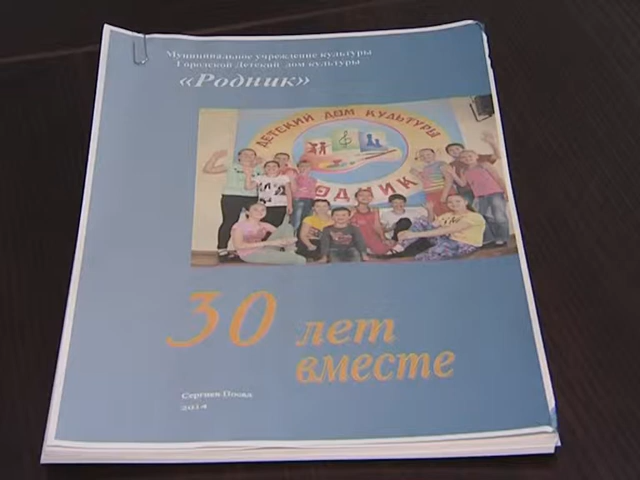 Муниципальное учреждение культуры
Городской Детский дом культуры
«Родник»
ДЕТСКИЙ ДОМ КУЛЬТУРЫ
РОДНИК
30 лет
вместе
Сергиев Посад
2014